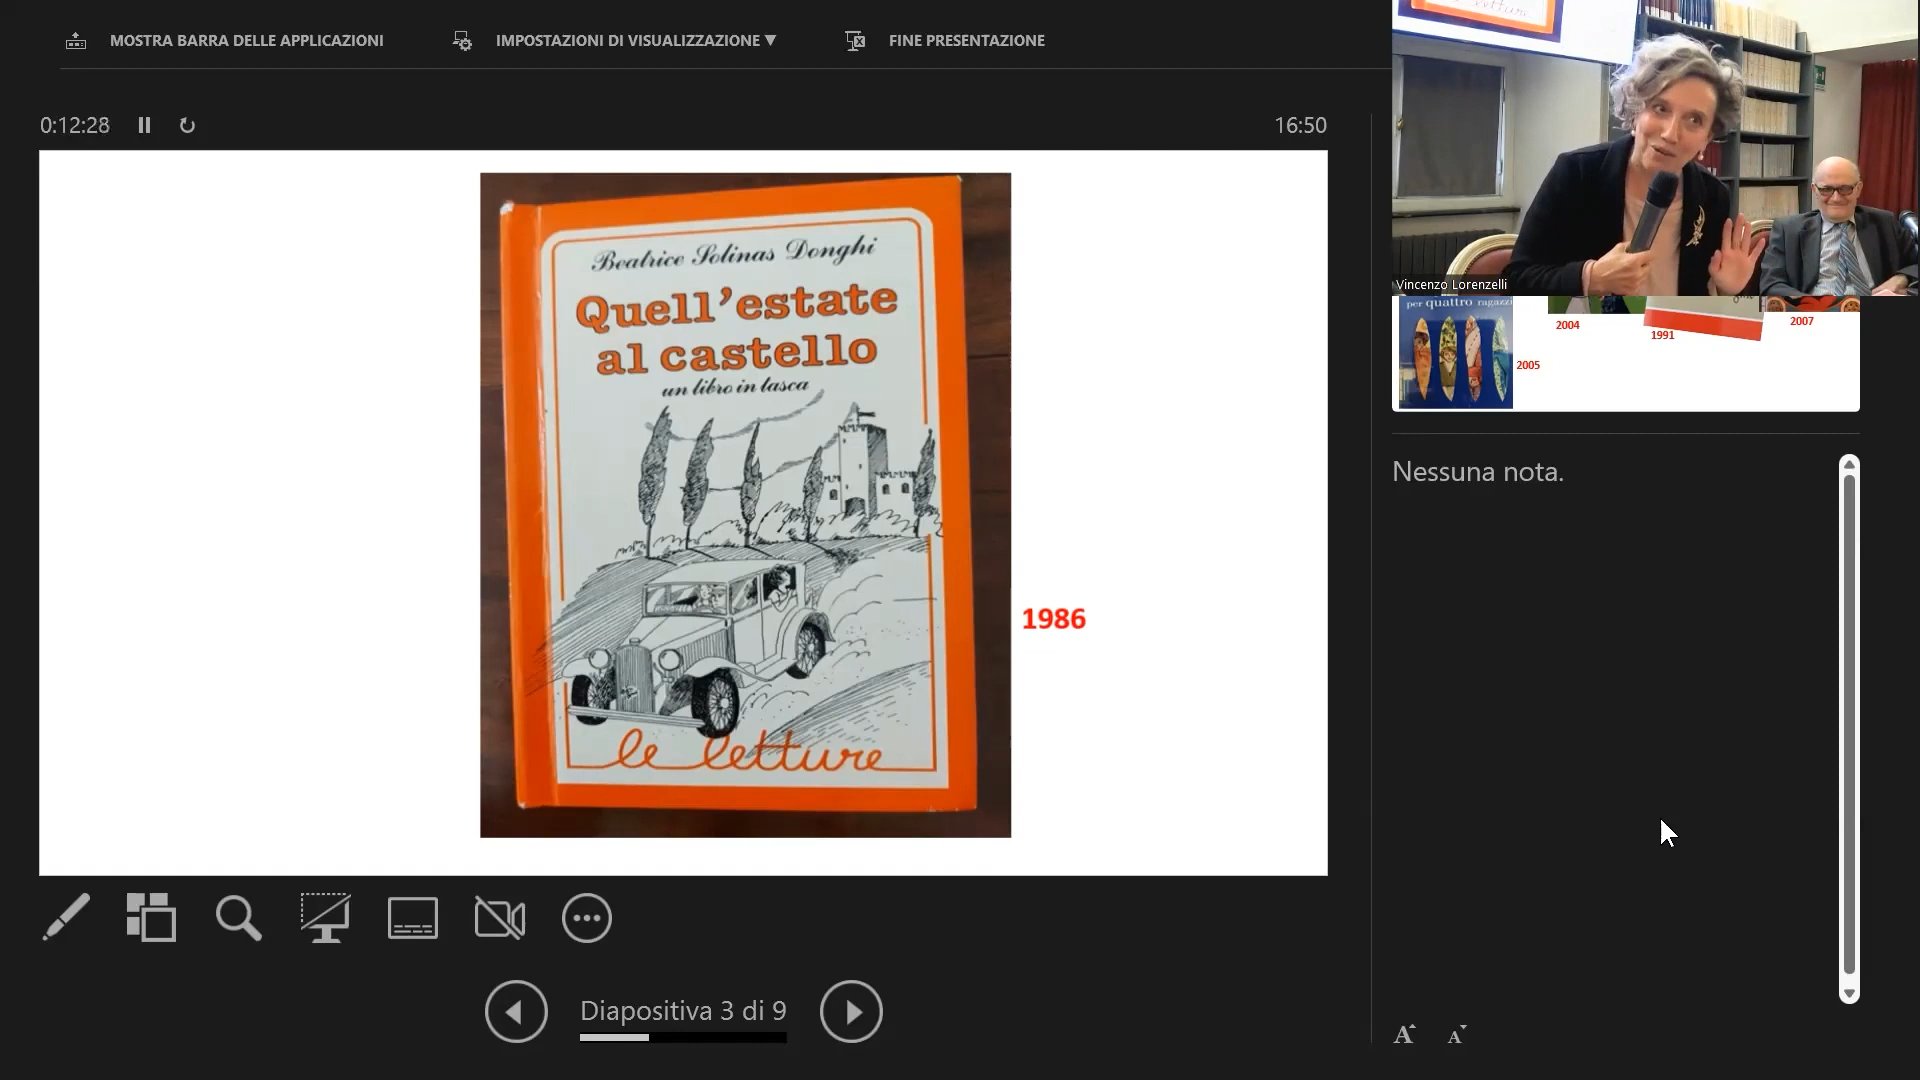 MOSTRA BARRA DELLE APPLICAZIONI
IMPOSTAZIONI DI VISUALIZZAZIONE ▼
FINE PRESENTAZIONE
0:12:28
16:50
Beatrice Solinas Donghi
Quell'estate
al castello
un libro in tasca
le letture
1986
Vincenzo Lorenzelli
per quattro ragazzi
2004
1991
2007
2005
Nessuna nota.
Diapositiva 3 di 9